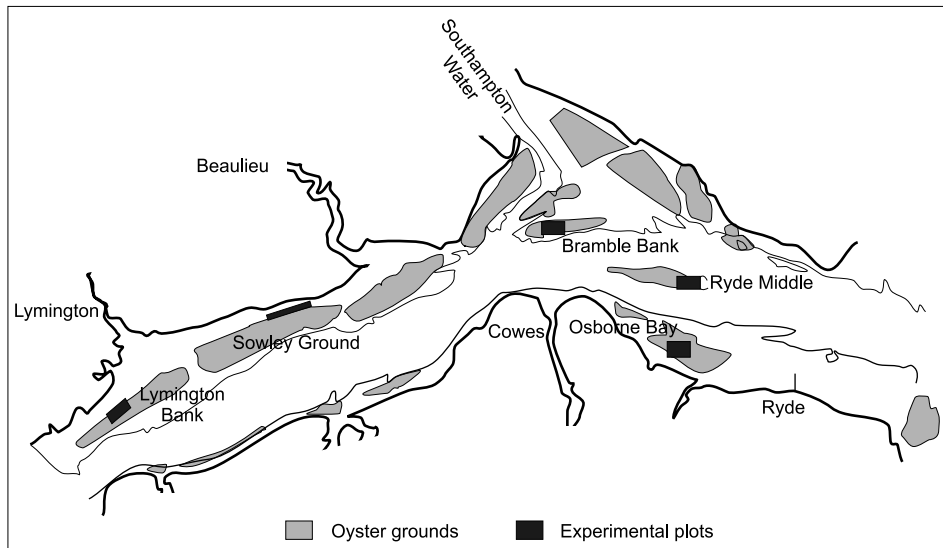 Southampton
Water
Beaulieu
Bramble Bank
Ryde Middle
Lymington
Cowes
Osborne Bay
Sowley Ground
Lymington
Bank
Ryde
Oyster grounds
Experimental plots